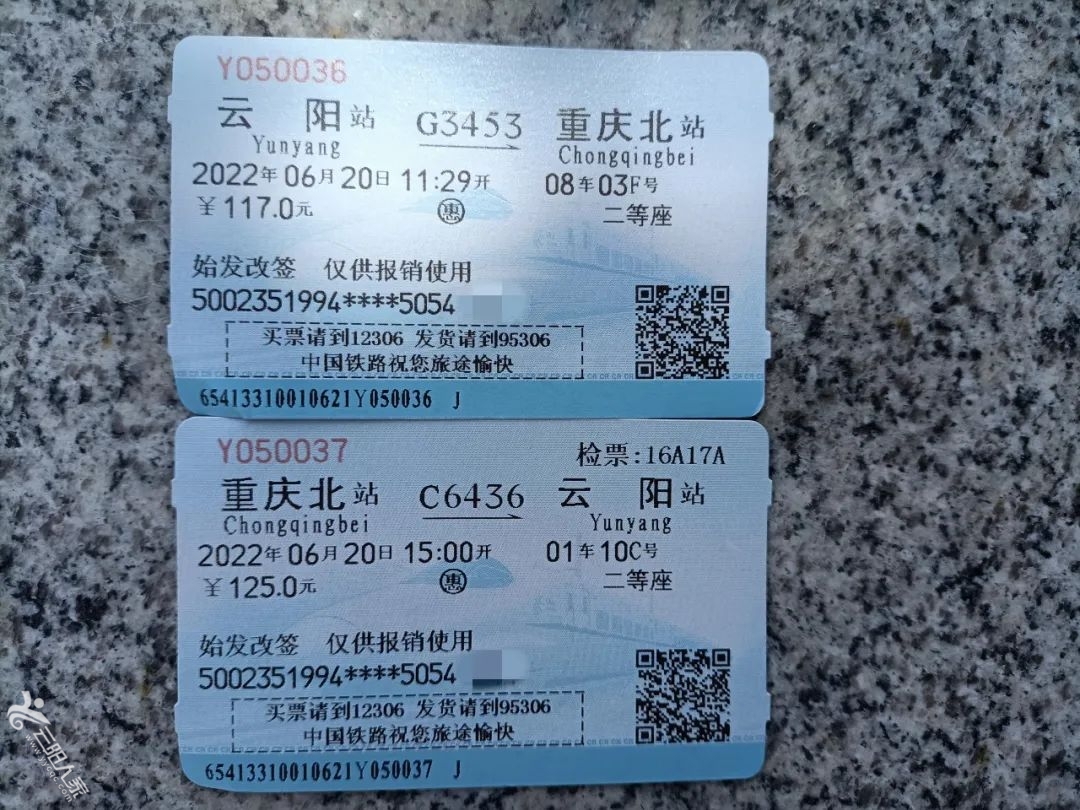 Y050036
云 阳站 G3453 重庆北站
Yunyang Chongqingbei
2022年06月20日 11:29开 08车03F号
¥117.0元 惠 二等座
始发改签 仅供报销使用
5002351994****5054
买票请到12306 发货请到95306
中国铁路祝您旅途愉快
65413310010621Y050036 J
Y050037 检票:16A17A
重庆北站 C6436 云 阳站
Chongqingbei Yunyang
2022年06月20日 15:00开 01车10C号
¥125.0元 惠 二等座
始发改签 仅供报销使用
5002351994****5054
买票请到12306 发货请到95306
中国铁路祝您旅途愉快
65413310010621Y050037 J
云阳人家